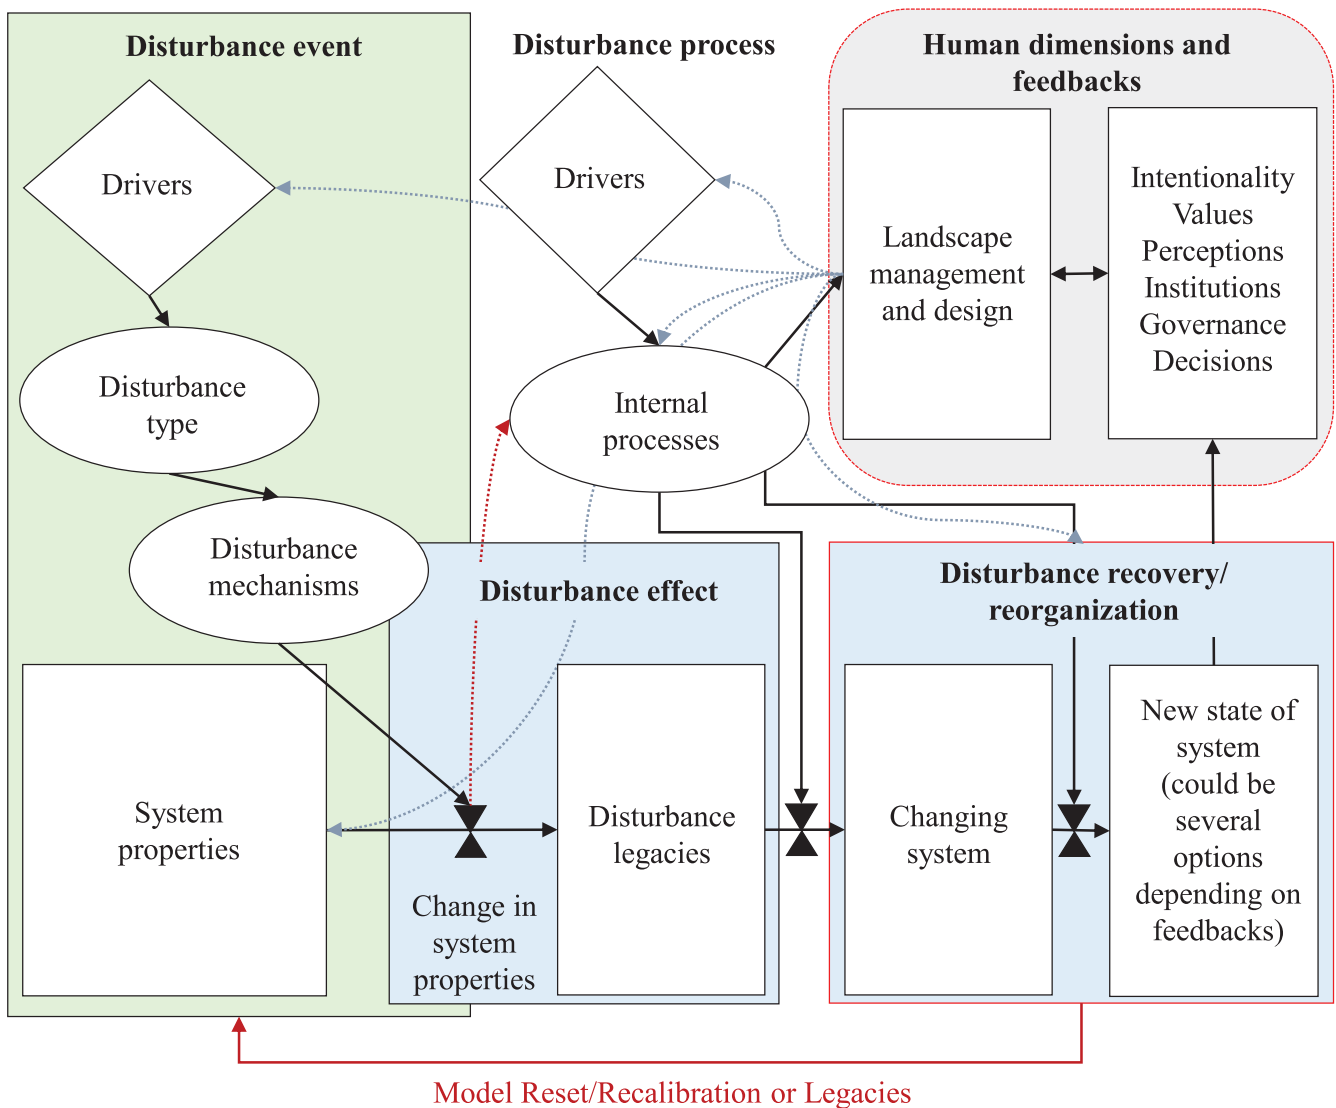 Disturbance event
Drivers
Disturbance
type
Disturbance
mechanisms
System
properties
Disturbance process
Drivers
Internal
processes
Human dimensions and
feedbacks
Landscape
management
and design
Intentionality
Values
Perceptions
Institutions
Governance
Decisions
Disturbance effect
Change in
system
properties
Disturbance
legacies
Disturbance recovery/
reorganization
Changing
system
New state of
system
(could be
several
options
depending on
feedbacks)
Model Reset/Recalibration or Legacies